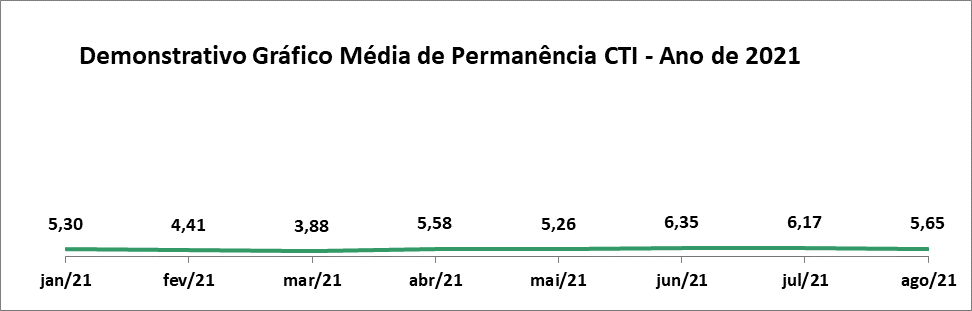 Demonstrativo Gráfico Média de Permanência CTI - Ano de 2021
5,30 4,41 3,88 5,58 5,26 6,35 6,17 5,65
jan/21 fev/21 mar/21 abr/21 mai/21 jun/21 jul/21 ago/21